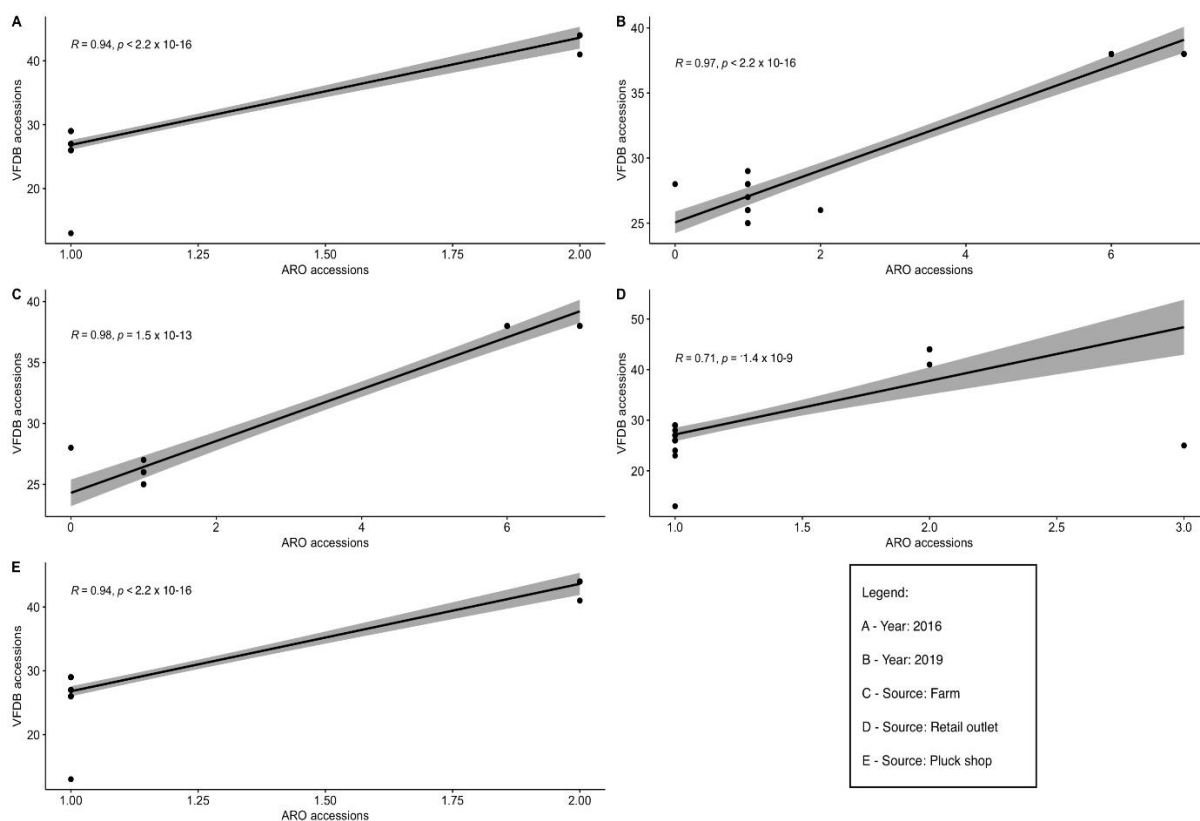 A
R = 0.94, p < 2.2 x 10-16
VFDB accessions
40
30
20
1.00 1.25 1.50 1.75 2.00
ARO accessions
B
R = 0.97, p < 2.2 x 10-16
VFDB accessions
40
35
30
25
0 2 4 6
ARO accessions
C
R = 0.98, p = 1.5 x 10-13
VFDB accessions
40
35
30
25
0 2 4 6
ARO accessions
D
R = 0.71, p = 1.4 x 10-9
VFDB accessions
50
40
30
20
1.0 1.5 2.0 2.5 3.0
ARO accessions
E
R = 0.94, p < 2.2 x 10-16
VFDB accessions
40
30
20
1.00 1.25 1.50 1.75 2.00
ARO accessions
Legend:
A - Year: 2016
B - Year: 2019
C - Source: Farm
D - Source: Retail outlet
E - Source: Pluck shop